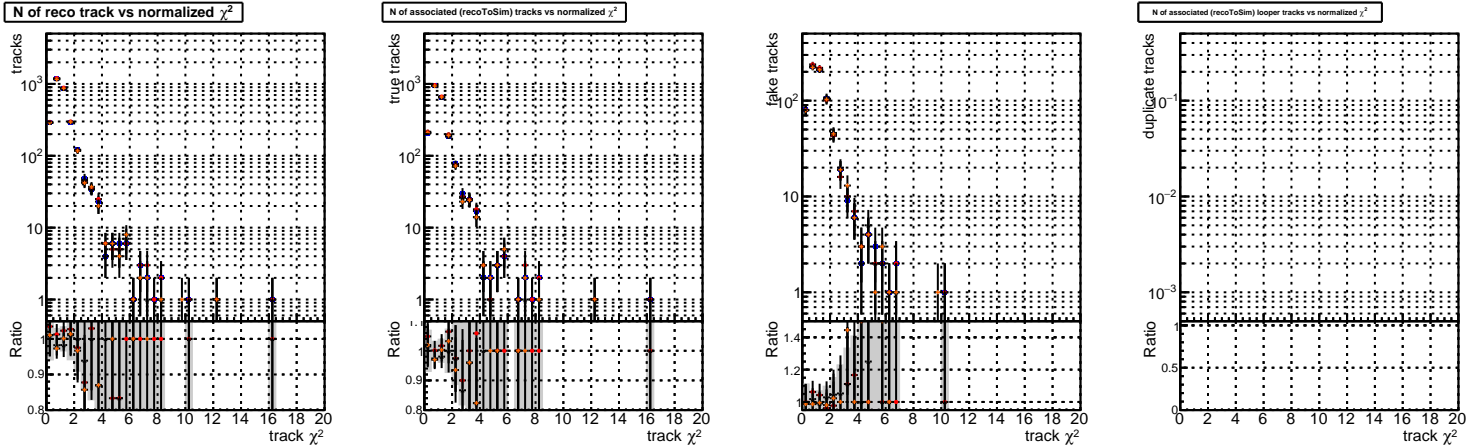 N of reco track vs normalized χ²
tracks
10³
10²
10
1
Ratio
1
0.9
0.8
0 2 4 6 8 10 12 14 16 18 20
track χ²
N of associated (recoToSim) tracks vs normalized χ²
true tracks
10³
10²
10
1
Ratio
1.1
1
0.9
0.8
0 2 4 6 8 10 12 14 16 18 20
track χ²
fake tracks
10²
10
1
Ratio
1.4
1.2
1
0 2 4 6 8 10 12 14 16 18 20
track χ²
N of associated (recoToSim) looper tracks vs normalized χ²
duplicate tracks
10⁻¹
10⁻²
10⁻³
Ratio
1
0.5
0
0 2 4 6 8 10 12 14 16 18 20
track χ²